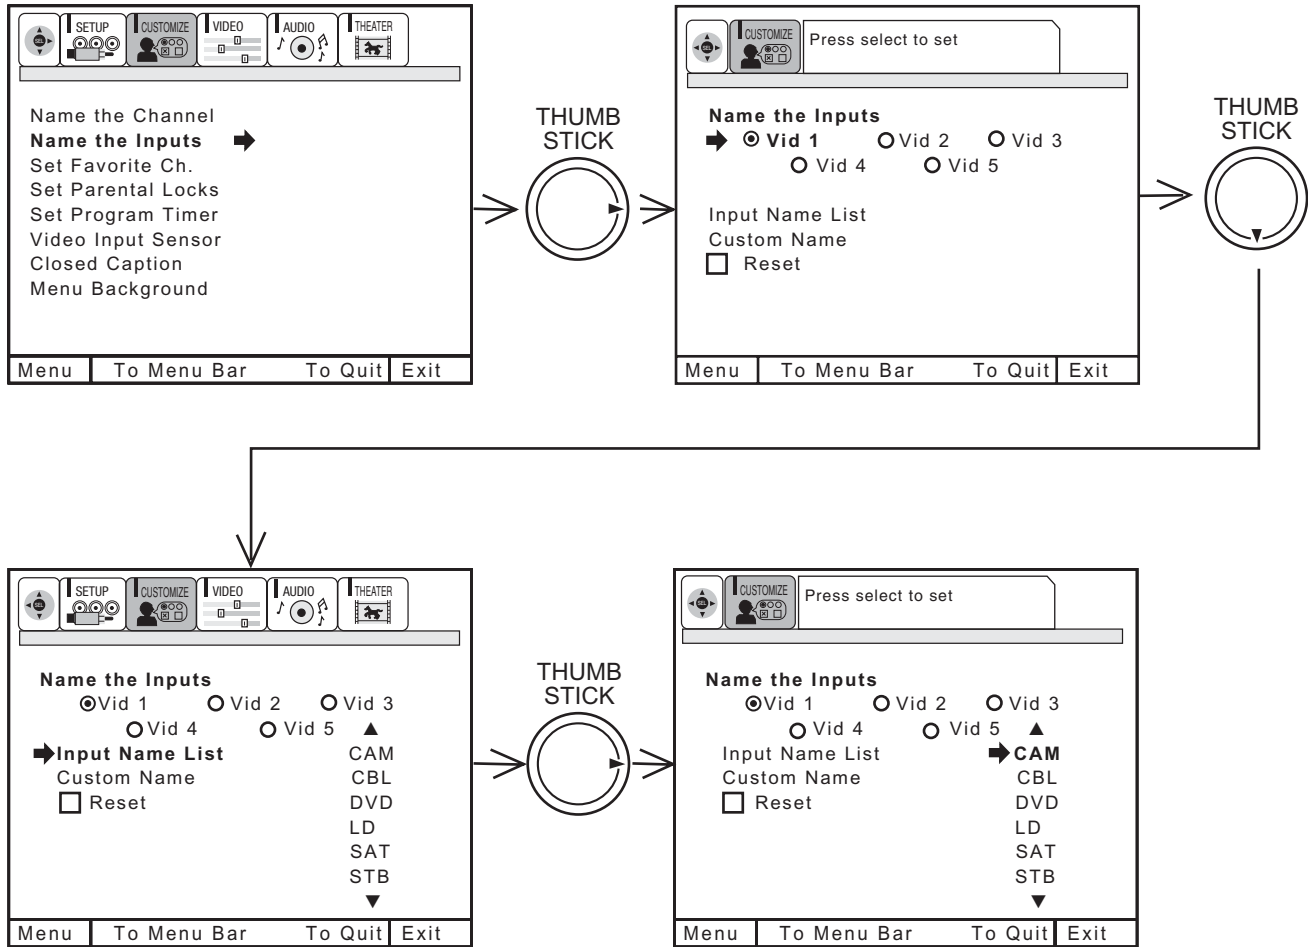 SETUP CUSTOMIZE VIDEO AUDIO THEATER
SEL
Name the Channel
Name the Inputs
Set Favorite Ch.
Set Parental Locks
Set Program Timer
Video Input Sensor
Closed Caption
Menu Background
Menu To Menu Bar To Quit Exit
THUMB
STICK
CUSTOMIZE
SEL
Press select to set
Name the Inputs
Vid 1 Vid 2 Vid 3
Vid 4 Vid 5
Input Name List
Custom Name
Reset
Menu To Menu Bar To Quit Exit
THUMB
STICK
SETUP CUSTOMIZE VIDEO AUDIO THEATER
SEL
Name the Inputs
Vid 1 Vid 2 Vid 3
Vid 4 Vid 5
Input Name List CAM
Custom Name CBL
Reset DVD
LD
SAT
STB
Menu To Menu Bar To Quit Exit
THUMB
STICK
CUSTOMIZE
SEL
Press select to set
Name the Inputs
Vid 1 Vid 2 Vid 3
Vid 4 Vid 5
Input Name List CAM
Custom Name CBL
Reset DVD
LD
SAT
STB
Menu To Menu Bar To Quit Exit